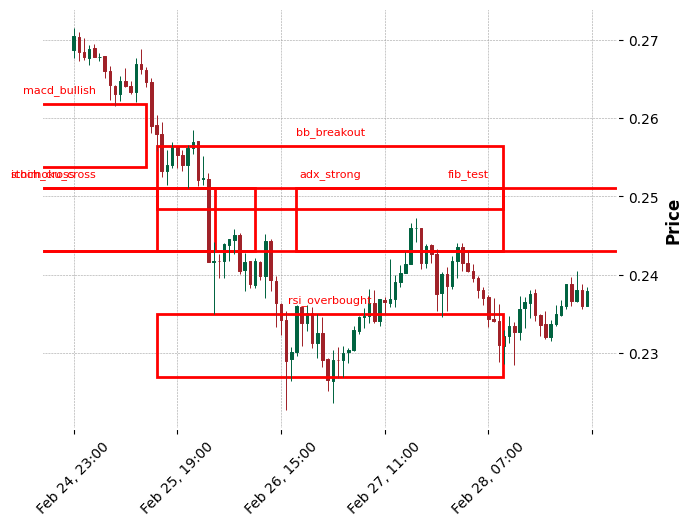 macd_bullish
bb_breakout
adx_strong
fib_test
rsi_overbought
0.27
0.26
0.25
0.24
0.23
Price
Feb 24, 23:00
Feb 25, 19:00
Feb 26, 15:00
Feb 27, 11:00
Feb 28, 07:00